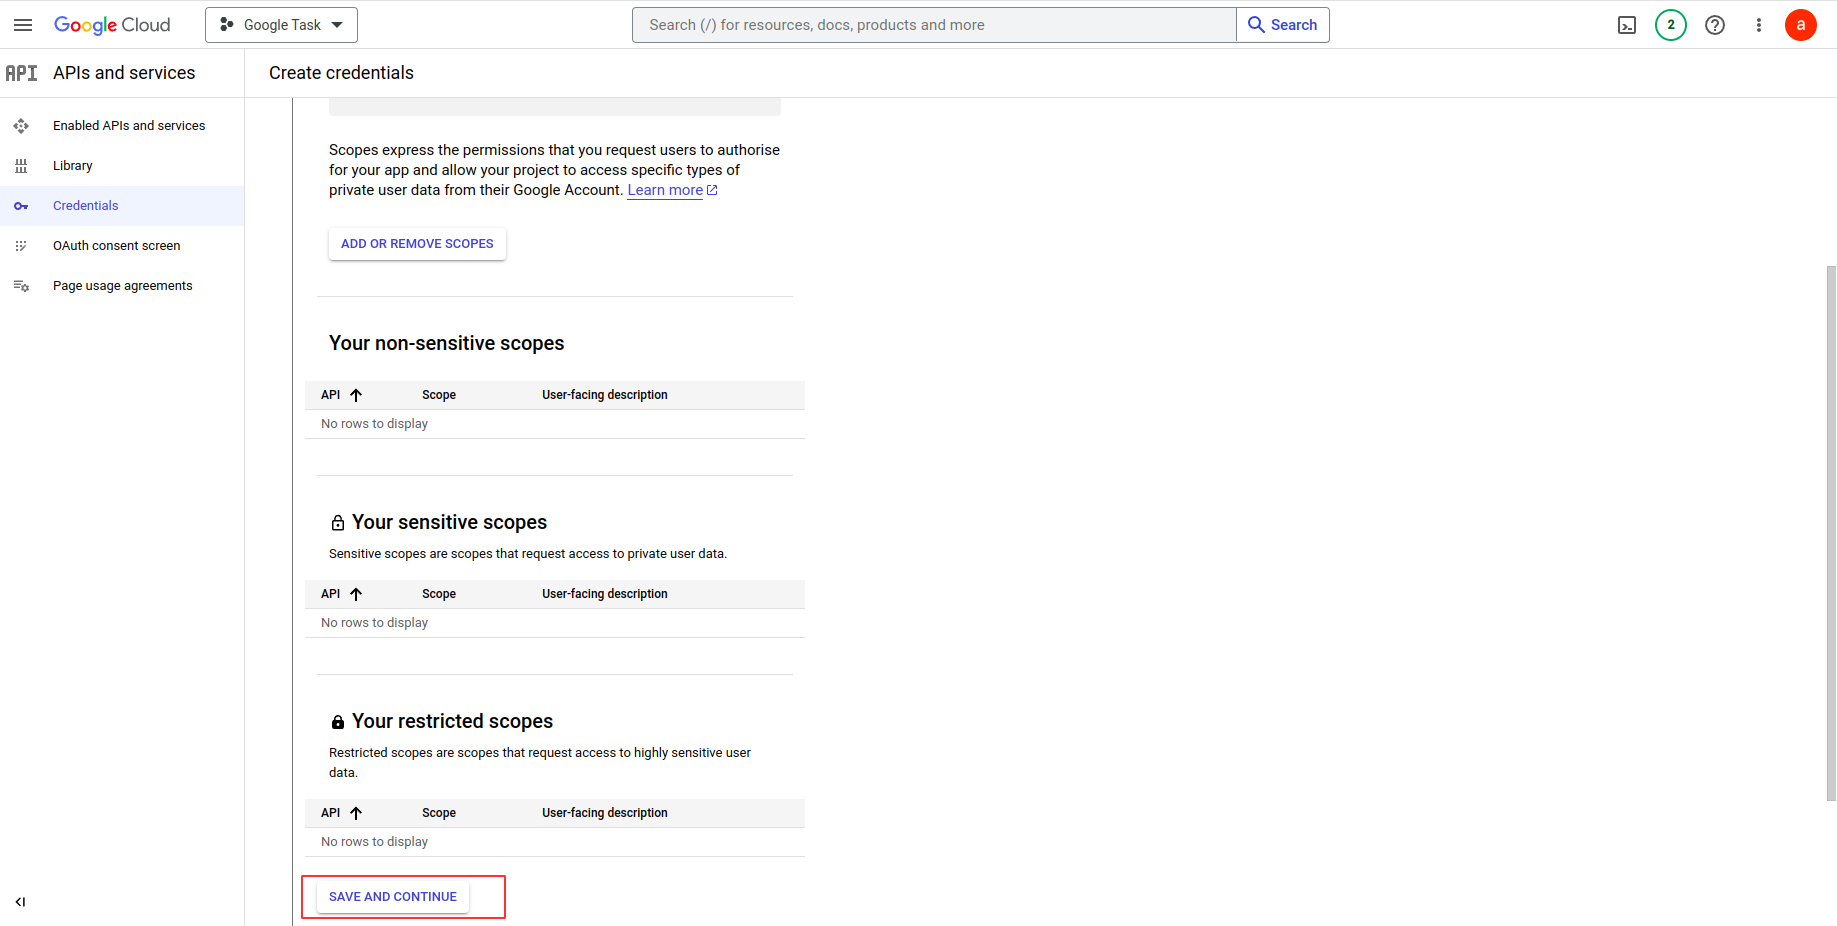 Google Cloud
Google Task
Search (/) for resources, docs, products and more
Search
2
a
API
APIs and services
Create credentials
Enabled APIs and services
Library
Credentials
OAuth consent screen
Page usage agreements
Scopes express the permissions that you request users to authorise
for your app and allow your project to access specific types of
private user data from their Google Account. Learn more
ADD OR REMOVE SCOPES
Your non-sensitive scopes
API Scope User-facing description
No rows to display
Your sensitive scopes
Sensitive scopes are scopes that request access to private user data.
API Scope User-facing description
No rows to display
Your restricted scopes
Restricted scopes are scopes that request access to highly sensitive user
data.
API Scope User-facing description
No rows to display
SAVE AND CONTINUE